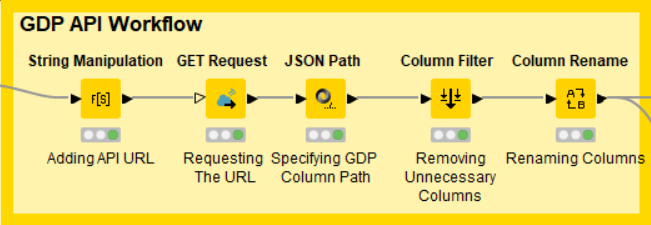 GDP API Workflow
String Manipulation GET Request JSON Path Column Filter Column Rename
F[S] A B
Adding API URL Requesting Specifying GDP Removing Renaming Columns
The URL Column Path Unnecessary
Columns